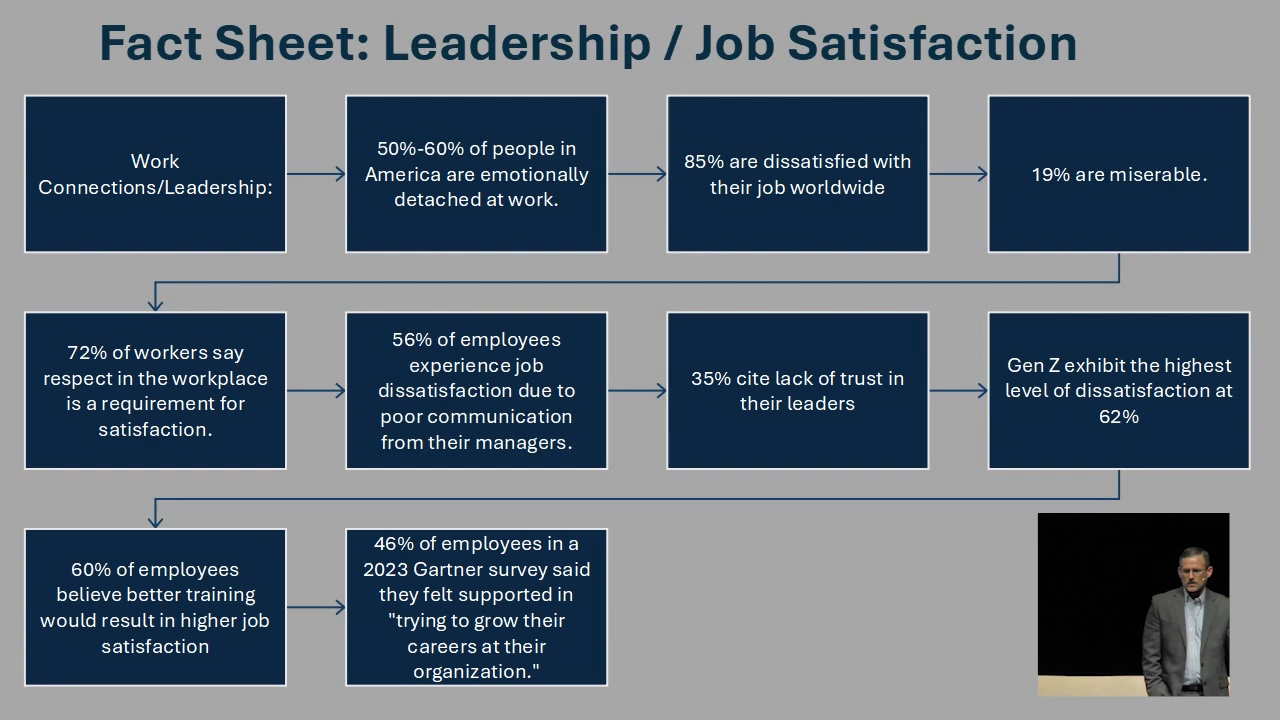 Fact Sheet: Leadership / Job Satisfaction
Work
Connections/Leadership:
50%-60% of people in
America are emotionally
detached at work.
85% are dissatisfied with
their job worldwide
19% are miserable.
72% of workers say
respect in the workplace
is a requirement for
satisfaction.
56% of employees
experience job
dissatisfaction due to
poor communication
from their managers.
35% cite lack of trust in
their leaders
Gen Z exhibit the highest
level of dissatisfaction at
62%
60% of employees
believe better training
would result in higher job
satisfaction
46% of employees in a
2023 Gartner survey said
they felt supported in
"trying to grow their
careers at their
organization."